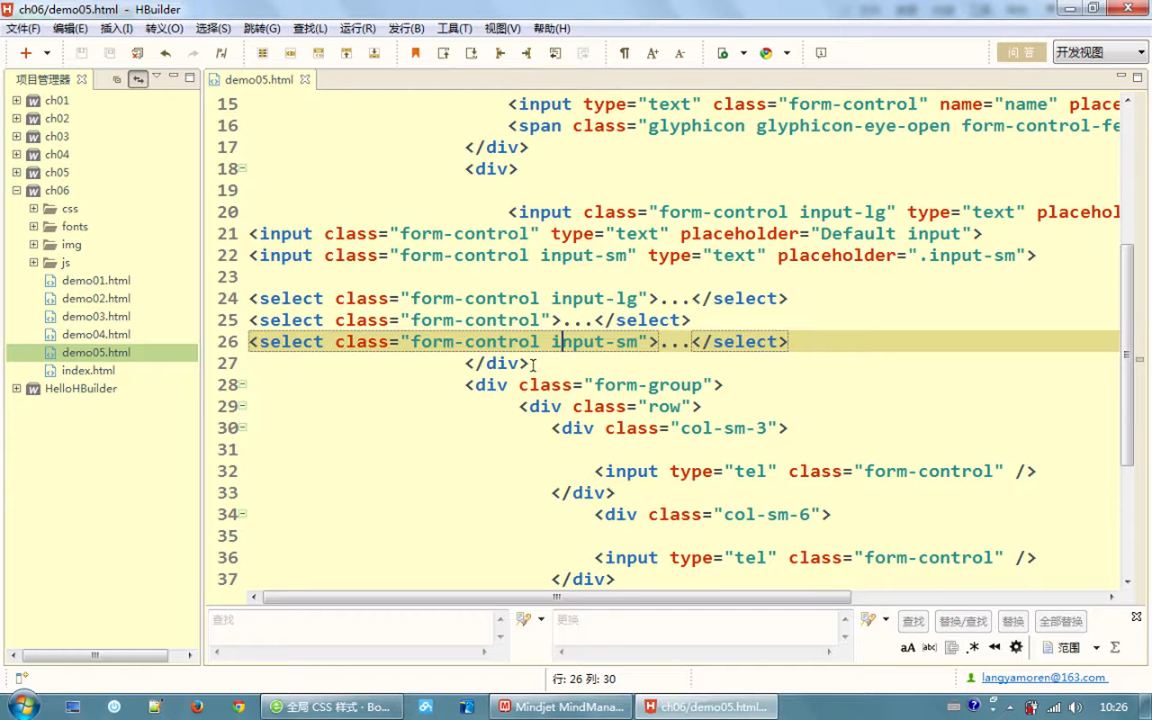 ch06/demo05.html - HBuilder
文件(F) 编辑(E) 插入(I) 转义(O) 选择(S) 跳转(G) 查找(L) 运行(R) 发行(B) 工具(T) 视图(V) 帮助(H)
问 答 开发视图
项目管理器
demo05.html
ch01
ch02
ch03
ch04
ch05
ch06
css
fonts
img
js
demo01.html
demo02.html
demo03.html
demo04.html
demo05.html
index.html
HelloHBuilder
15 <input type="text" class="form-control" name="name" place
16 <span class="glyphicon glyphicon-eye-open form-control-fe
17 </div>
18 <div>
19
20 <input class="form-control input-lg" type="text" placehol
21 <input class="form-control" type="text" placeholder="Default input">
22 <input class="form-control input-sm" type="text" placeholder=".input-sm">
23
24 <select class="form-control input-lg">...</select>
25 <select class="form-control">...</select>
26 <select class="form-control input-sm">...</select>
27 </div>
28 <div class="form-group">
29 <div class="row">
30 <div class="col-sm-3">
31
32 <input type="tel" class="form-control" />
33 </div>
34 <div class="col-sm-6">
35
36 <input type="tel" class="form-control" />
37 </div>
查找 更换 查找 替换/查找 替换 全部替换
aA abc .* 范围 Σ
行: 26 列: 30
langyamoren@163.com
全局 CSS 样式 · Bo... Mindjet MindMana... ch06/demo05.html... 10:26